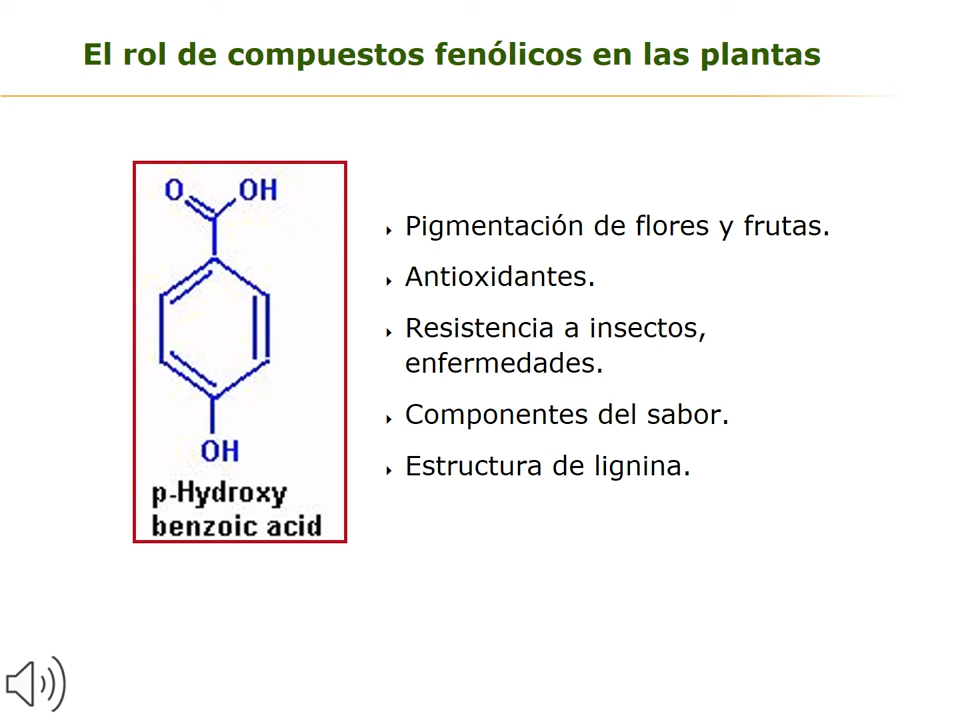 El rol de compuestos fenólicos en las plantas
O OH
OH
p-Hydroxy
benzoic acid
Pigmentación de flores y frutas.
Antioxidantes.
Resistencia a insectos,
enfermedades.
Componentes del sabor.
Estructura de lignina.